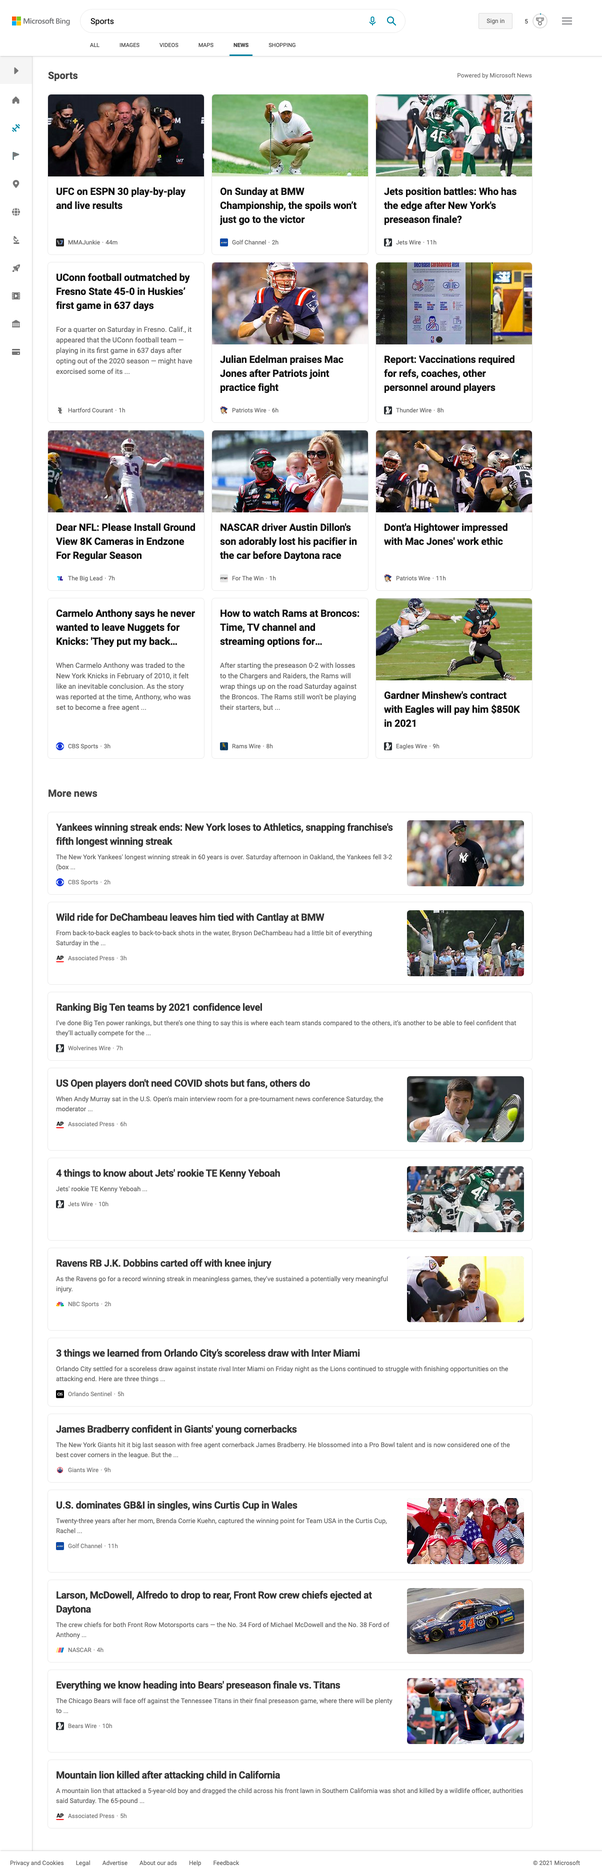 Microsoft Bing
Sports
Sign in
5
ALL IMAGES VIDEOS MAPS NEWS SHOPPING
Sports
Powered by Microsoft News
UFC on ESPN 30 play-by-play
and live results
MMAJunkie · 44m
On Sunday at BMW
Championship, the spoils won't
just go to the victor
Golf Channel · 2h
Jets position battles: Who has
the edge after New York's
preseason finale?
Jets Wire · 11h
UConn football outmatched by
Fresno State 45-0 in Huskies'
first game in 637 days
For a quarter on Saturday in Fresno. Calif., it
appeared that the UConn football team —
playing in its first game in 637 days after
opting out of the 2020 season — might have
exorcised some of its ...
Hartford Courant · 1h
Julian Edelman praises Mac
Jones after Patriots joint
practice fight
Patriots Wire · 6h
Report: Vaccinations required
for refs, coaches, other
personnel around players
Thunder Wire · 8h
Dear NFL: Please Install Ground
View 8K Cameras in Endzone
For Regular Season
The Big Lead · 7h
NASCAR driver Austin Dillon's
son adorably lost his pacifier in
the car before Daytona race
For The Win · 1h
Dont'a Hightower impressed
with Mac Jones' work ethic
Patriots Wire · 11h
Carmelo Anthony says he never
wanted to leave Nuggets for
Knicks: 'They put my back...
When Carmelo Anthony was traded to the
New York Knicks in February of 2010, it felt
like an inevitable conclusion. As the story
was reported at the time, Anthony, who was
set to become a free agent ...
CBS Sports · 3h
How to watch Rams at Broncos:
Time, TV channel and
streaming options for...
After starting the preseason 0-2 with losses
to the Chargers and Raiders, the Rams will
wrap things up on the road Saturday against
the Broncos. The Rams still won't be playing
their starters, but ...
Rams Wire · 8h
Gardner Minshew's contract
with Eagles will pay him $850K
in 2021
Eagles Wire · 9h
More news
Yankees winning streak ends: New York loses to Athletics, snapping franchise's
fifth longest winning streak
The New York Yankees' longest winning streak in 60 years is over. Saturday afternoon in Oakland, the Yankees fell 3-2
(box ...
CBS Sports · 2h
Wild ride for DeChambeau leaves him tied with Cantlay at BMW
From back-to-back eagles to back-to-back shots in the water, Bryson DeChambeau had a little bit of everything
Saturday in the ...
AP Associated Press · 3h
Ranking Big Ten teams by 2021 confidence level
I've done Big Ten power rankings, but there's one thing to say this is where each team stands compared to the others, it's another to be able to feel confident that
they'll actually compete for the ...
Wolverines Wire · 7h
US Open players don't need COVID shots but fans, others do
When Andy Murray sat in the U.S. Open's main interview room for a pre-tournament news conference Saturday, the
moderator ...
AP Associated Press · 6h
4 things to know about Jets' rookie TE Kenny Yeboah
Jets' rookie TE Kenny Yeboah ...
Jets Wire · 10h
Ravens RB J.K. Dobbins carted off with knee injury
As the Ravens go for a record winning streak in meaningless games, they've sustained a potentially very meaningful
injury.
NBC Sports · 2h
3 things we learned from Orlando City's scoreless draw with Inter Miami
Orlando City settled for a scoreless draw against instate rival Inter Miami on Friday night as the Lions continued to struggle with finishing opportunities on the
attacking end. Here are three things ...
OS Orlando Sentinel · 5h
James Bradberry confident in Giants' young cornerbacks
The New York Giants hit it big last season with free agent cornerback James Bradberry. He blossomed into a Pro Bowl talent and is now considered one of the
best cover corners in the league. But the ...
Giants Wire · 9h
U.S. dominates GB&I in singles, wins Curtis Cup in Wales
Twenty-three years after her mom, Brenda Corrie Kuehn, captured the winning point for Team USA in the Curtis Cup,
Rachel ...
Golf Channel · 11h
Larson, McDowell, Alfredo to drop to rear, Front Row crew chiefs ejected at
Daytona
The crew chiefs for both Front Row Motorsports cars — the No. 34 Ford of Michael McDowell and the No. 38 Ford of
Anthony ...
NASCAR · 4h
34
Everything we know heading into Bears' preseason finale vs. Titans
The Chicago Bears will face off against the Tennessee Titans in their final preseason game, where there will be plenty
to ...
Bears Wire · 10h
Mountain lion killed after attacking child in California
A mountain lion that attacked a 5-year-old boy and dragged the child across his front lawn in Southern California was shot and killed by a wildlife officer, authorities
said Saturday. The 65-pound ...
AP Associated Press · 5h
Privacy and Cookies Legal Advertise About our ads Help Feedback
© 2021 Microsoft